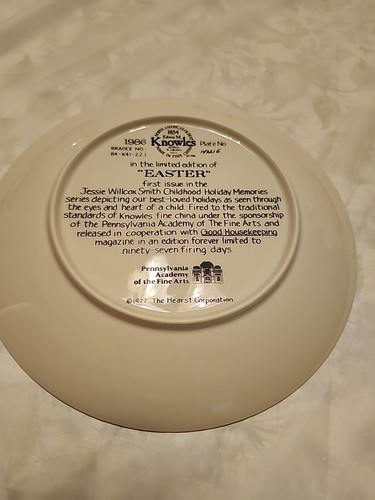 1854
Edwin M.
1986 Knowles Plate No
BRADEX NO.
84-K41-22.1
in the limited edition of
"EASTER"
first issue in the
Jessie Willcox Smith Childhood Holiday Memories
series depicting our best-loved holidays as seen through
the eyes and heart of a child. Fired to the traditional
standards of Knowles fine china under the sponsorship
of the Pennsylvania Academy of The Fine Arts and
released in cooperation with Good Housekeeping
magazine in an edition forever limited to
ninety-seven firing days.
Pennsylvania
Academy
of the Fine Arts
The Hearst Corporation